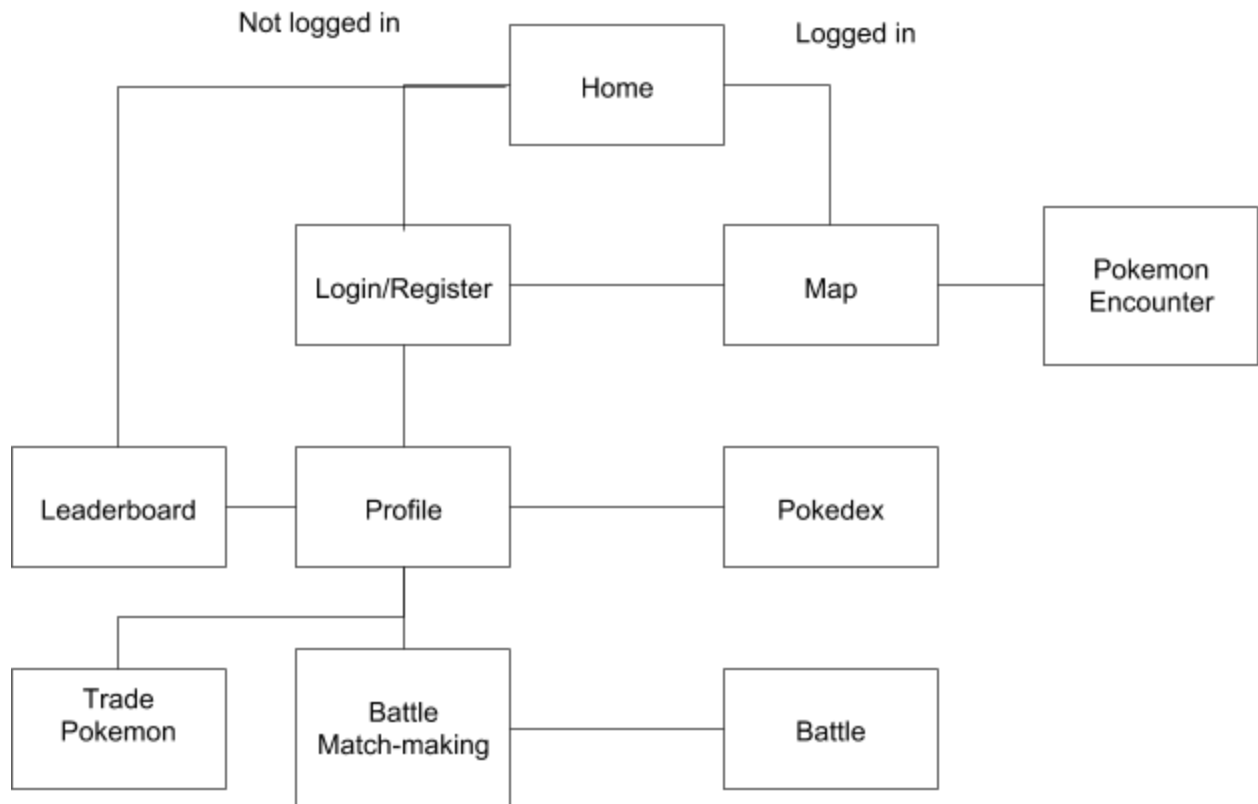 Not logged in
Logged in
Home
Login/Register
Map
Pokemon
Encounter
Leaderboard
Profile
Pokedex
Trade
Pokemon
Battle
Match-making
Battle